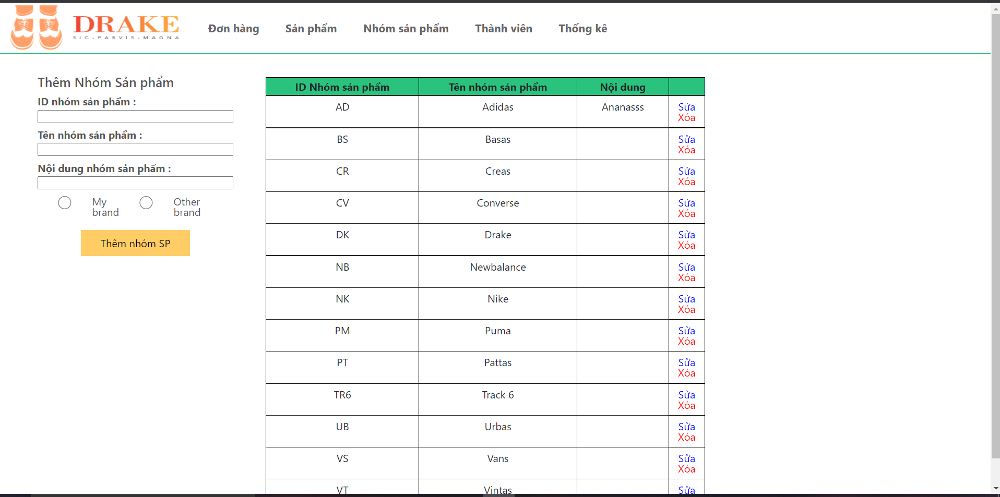 DRAKE
SIC-PARVIS-MAGNA
Đơn hàng Sản phẩm Nhóm sản phẩm Thành viên Thống kê
Thêm Nhóm Sản phẩm
ID nhóm sản phẩm :
Tên nhóm sản phẩm :
Nội dung nhóm sản phẩm :
My brand
Other brand
Thêm nhóm SP
ID Nhóm sản phẩm Tên nhóm sản phẩm Nội dung
AD Adidas Ananasss Sửa
Xóa
BS Basas Sửa
Xóa
CR Creas Sửa
Xóa
CV Converse Sửa
Xóa
DK Drake Sửa
Xóa
NB Newbalance Sửa
Xóa
NK Nike Sửa
Xóa
PM Puma Sửa
Xóa
PT Pattas Sửa
Xóa
TR6 Track 6 Sửa
Xóa
UB Urbas Sửa
Xóa
VS Vans Sửa
Xóa
VT Vintas Sửa